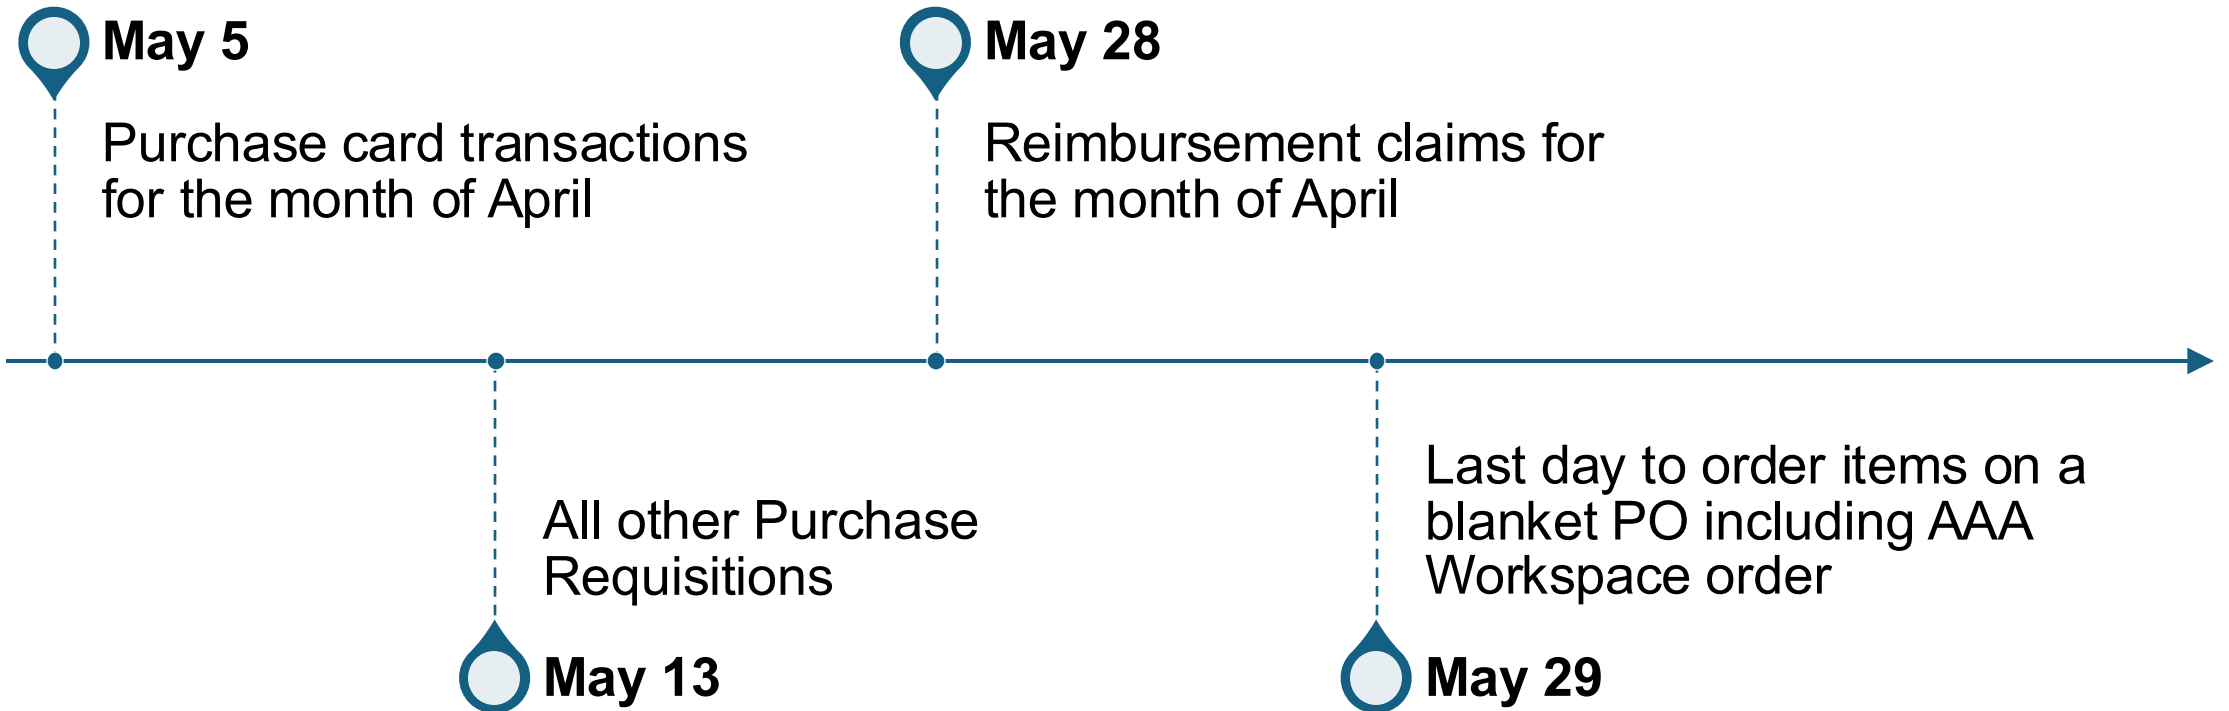 May 5
Purchase card transactions
for the month of April
May 28
Reimbursement claims for
the month of April
All other Purchase
Requisitions
May 13
Last day to order items on a
blanket PO including AAA
Workspace order
May 29